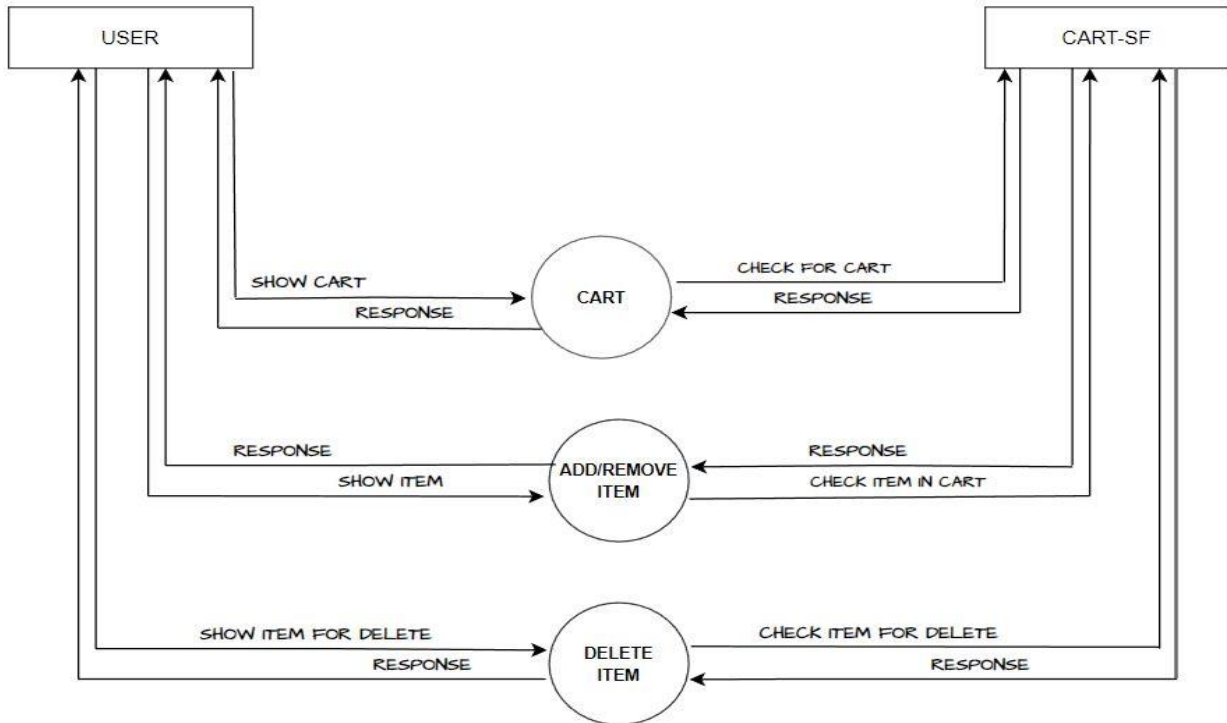 USER
CART-SF
SHOW CART
RESPONSE
CART
CHECK FOR CART
RESPONSE
RESPONSE
SHOW ITEM
ADD/REMOVE
ITEM
RESPONSE
CHECK ITEM IN CART
SHOW ITEM FOR DELETE
RESPONSE
DELETE
ITEM
CHECK ITEM FOR DELETE
RESPONSE